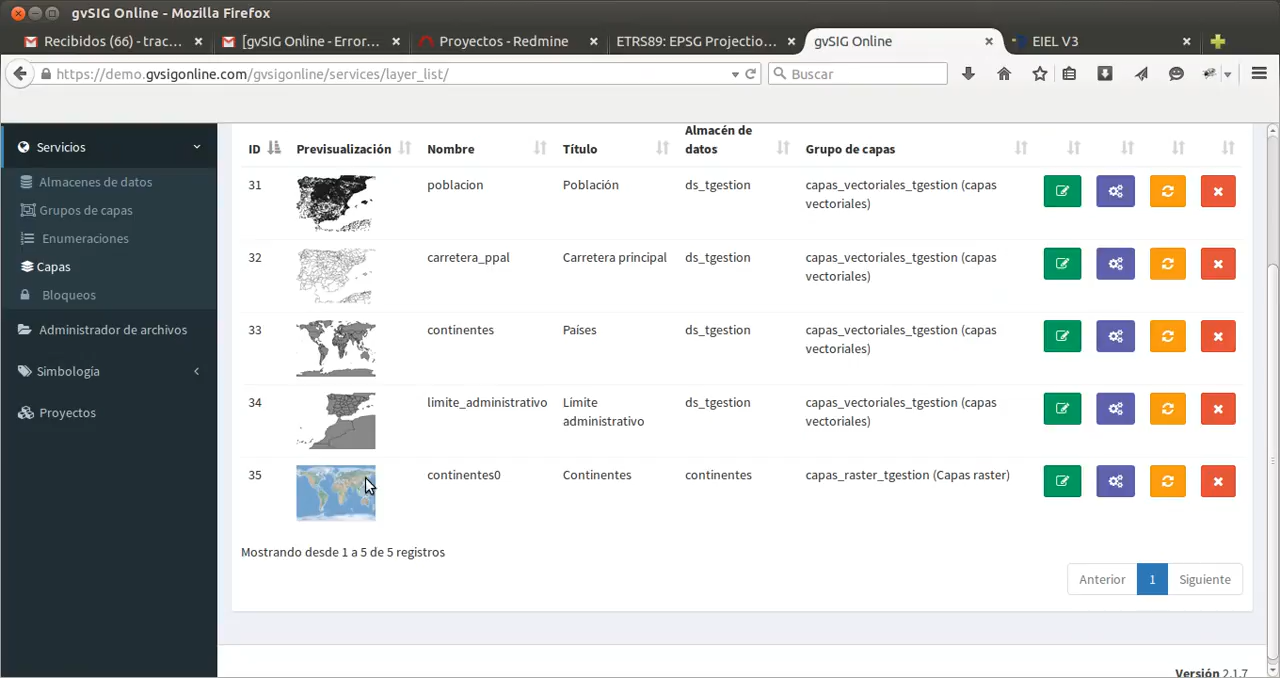 gvSIG Online - Mozilla Firefox
Recibidos (66) - trac...
[gvSIG Online - Error...
Proyectos - Redmine
ETRS89: EPSG Projectio...
gvSIG Online
EIEL V3
https://demo.gvsigonline.com/gvsigonline/services/layer_list/
Buscar
Servicios
Almacenes de datos
Grupos de capas
Enumeraciones
Capas
Bloqueos
Administrador de archivos
Simbología
Proyectos
ID Previsualización Nombre Título Almacén de datos Grupo de capas
31 poblacion Población ds_tgestion capas_vectoriales_tgestion (capas
vectoriales)
32 carretera_ppal Carretera principal ds_tgestion capas_vectoriales_tgestion (capas
vectoriales)
33 continentes Países ds_tgestion capas_vectoriales_tgestion (capas
vectoriales)
34 limite_administrativo Límite ds_tgestion capas_vectoriales_tgestion (capas
administrativo vectoriales)
35 continentes0 Continentes continentes capas_raster_tgestion (Capas raster)
Mostrando desde 1 a 5 de 5 registros
Anterior 1 Siguiente
Versión 2.1.7